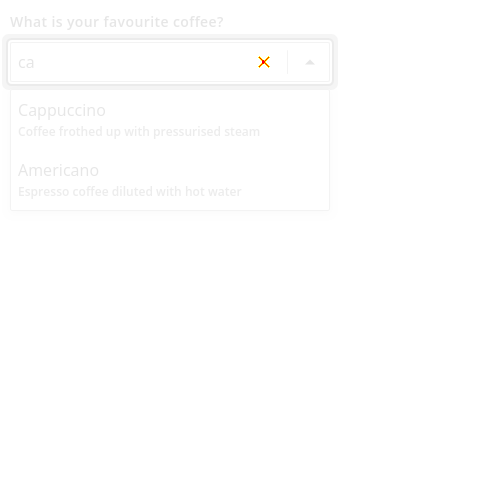 What is your favourite coffee?
ca
Cappuccino
Coffee frothed up with pressurised steam
Americano
Espresso coffee diluted with hot water